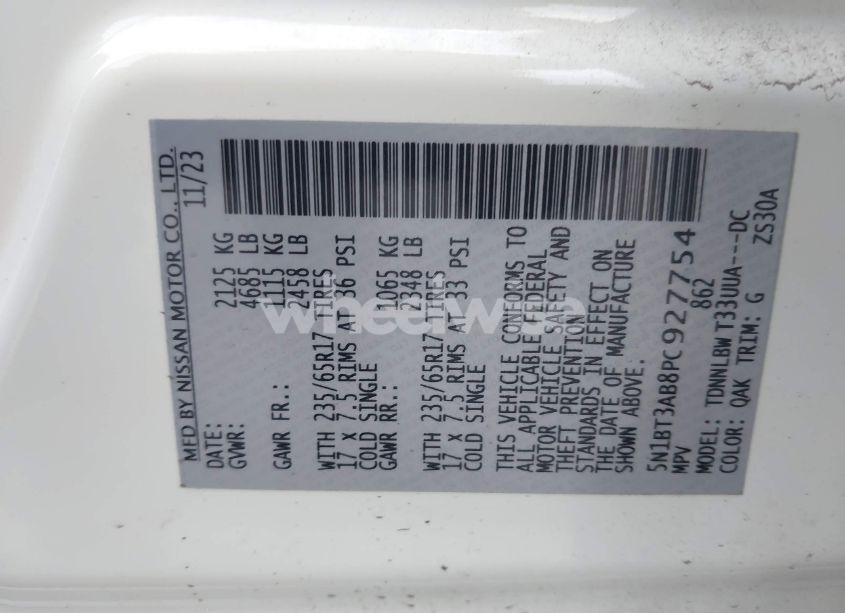 MFD BY NISSAN MOTOR CO., LTD.
DATE: 11/23
GVWR: 2125 KG
4685 LB
GAWR FR.: 1115 KG
2458 LB
WITH 235/65R17 TIRES
17 X 7.5 RIMS AT 36 PSI
COLD SINGLE
GAWR RR.: 1065 KG
2348 LB
WITH 235/65R17 TIRES
17 X 7.5 RIMS AT 33 PSI
COLD SINGLE
THIS VEHICLE CONFORMS TO
ALL APPLICABLE FEDERAL
MOTOR VEHICLE SAFETY AND
THEFT PREVENTION
STANDARDS IN EFFECT ON
THE DATE OF MANUFACTURE
SHOWN ABOVE.
5N1BT3AB8PC927754
MPV 862
MODEL: TDNNLBW T33UUA---DC
COLOR: QAK TRIM: G ZS30A
wheelwise